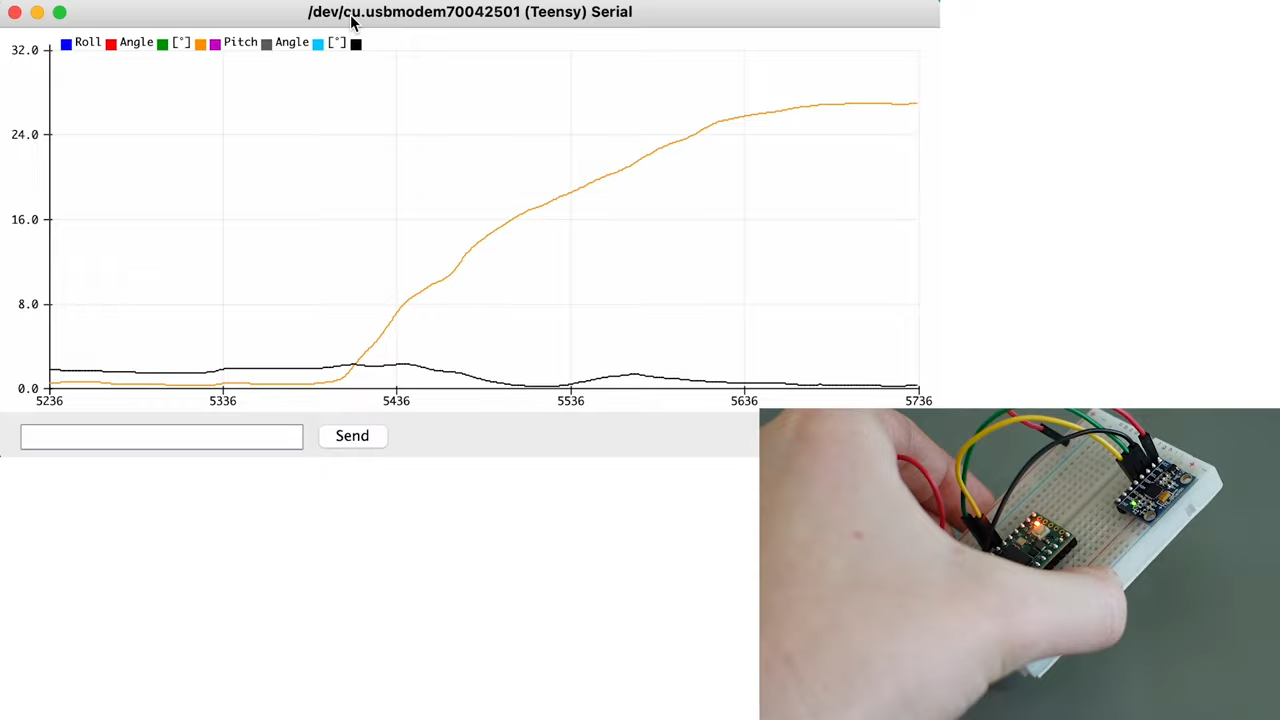 /dev/cu.usbmodem70042501 (Teensy) Serial
Roll Angle [°] Pitch Angle [°]
32.0
24.0
16.0
8.0
0.0
5236 5336 5436 5536 5636 5736
Send